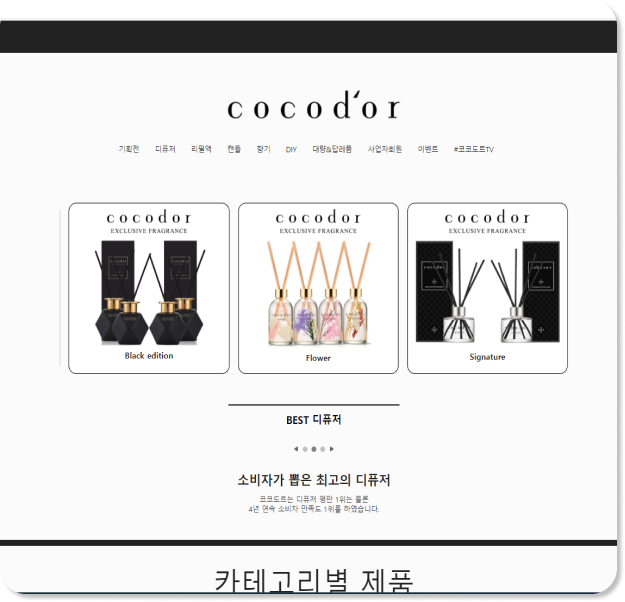 cocod'or
기획전 디퓨저 리필액 캔들 향기 DIY 대량&답례품 사업자회원 이벤트 #코코도르TV
cocodor cocodor cocodor
EXCLUSIVE FRAGRANCE EXCLUSIVE FRAGRANCE EXCLUSIVE FRAGRANCE
cocodor cocodor
Black edition Flower Signature
BEST 디퓨저
소비자가 뽑은 최고의 디퓨저
코코도르는 디퓨저 평판 1위는 물론
4년 연속 소비자 만족도 1위를 하였습니다.
카테고리별 제품